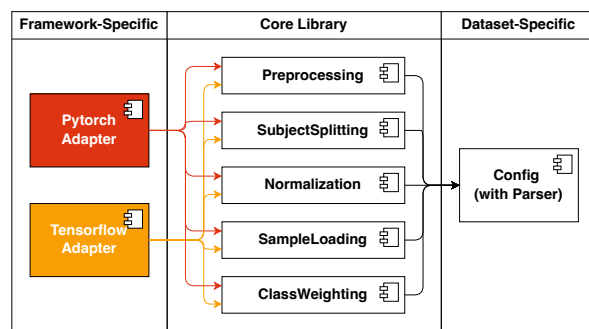 Framework-Specific
Core Library
Dataset-Specific
Pytorch
Adapter
Tensorflow
Adapter
Preprocessing
SubjectSplitting
Normalization
SampleLoading
ClassWeighting
Config
(with Parser)